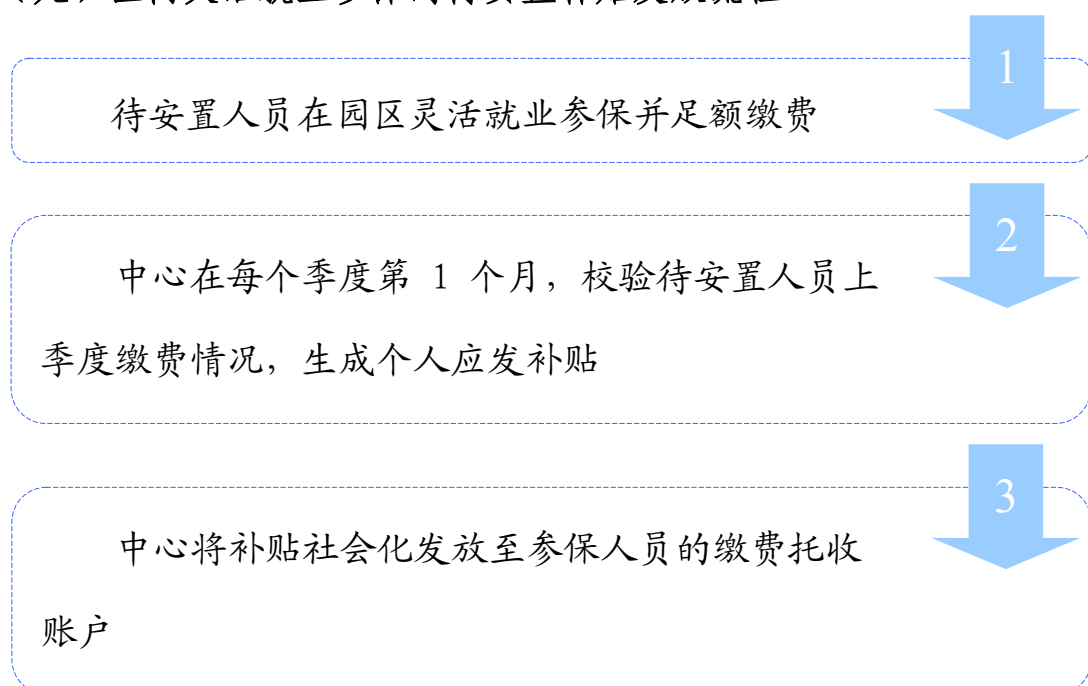 1
待安置人员在园区灵活就业参保并足额缴费
2
中心在每个季度第 1 个月，校验待安置人员上
季度缴费情况，生成个人应发补贴
3
中心将补贴社会化发放至参保人员的缴费托收
账户